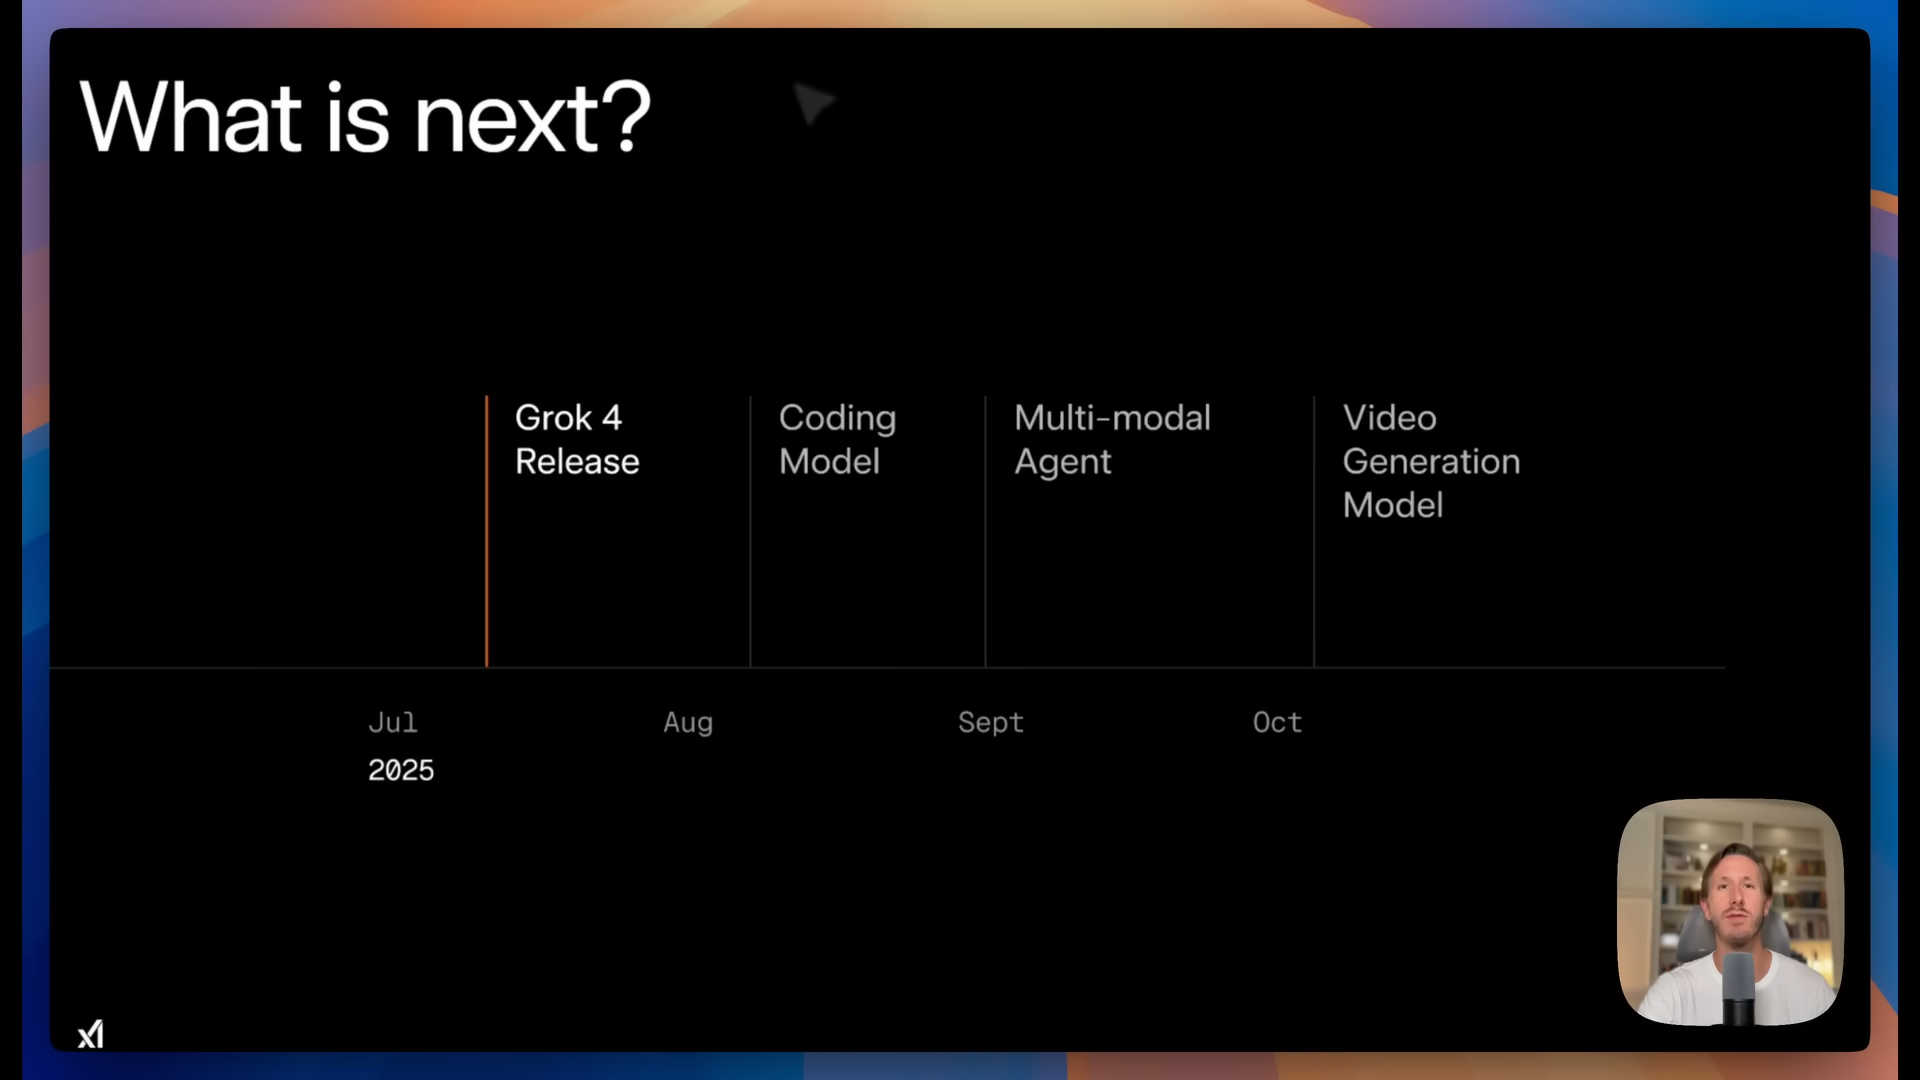 What is next?
Grok 4
Release
Coding
Model
Multi-modal
Agent
Video
Generation
Model
Jul
Aug
Sept
Oct
2025
xI